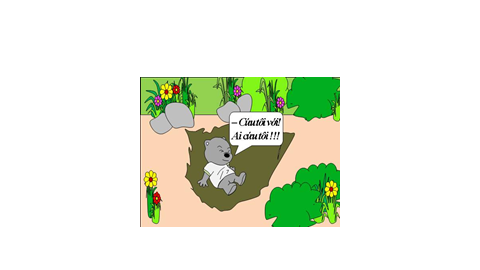 – Cứu tôi với!
Ai cứu tôi !!!